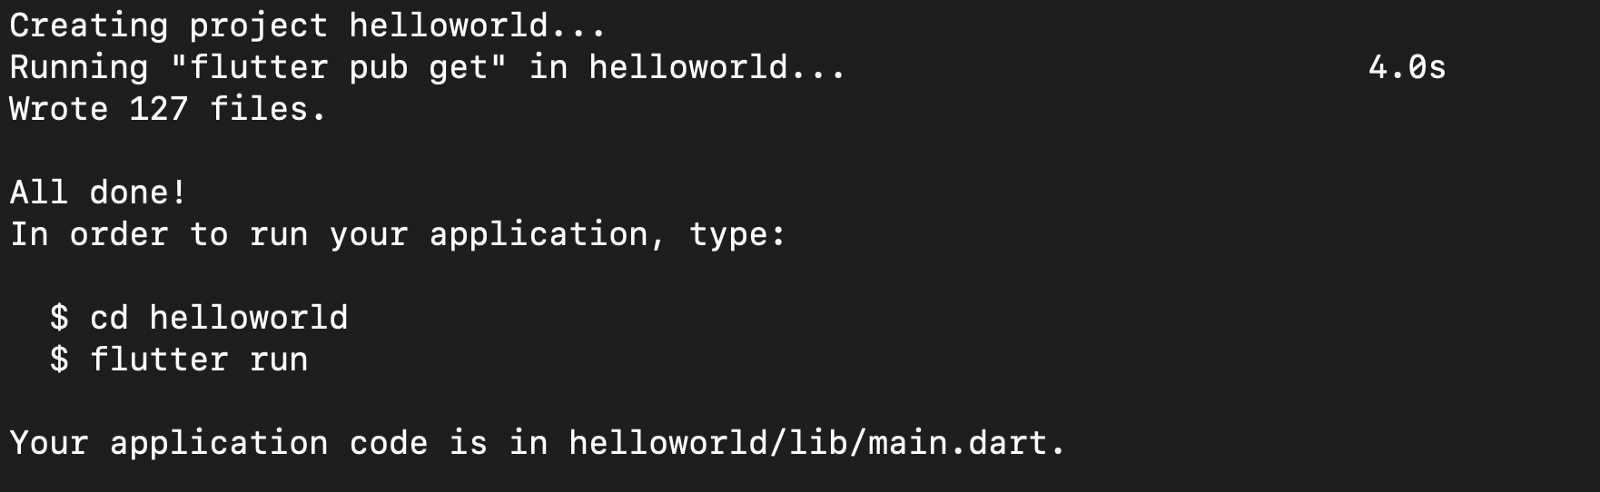 Creating project helloworld...
Running "flutter pub get" in helloworld... 4.0s
Wrote 127 files.
All done!
In order to run your application, type:
$ cd helloworld
$ flutter run
Your application code is in helloworld/lib/main.dart.